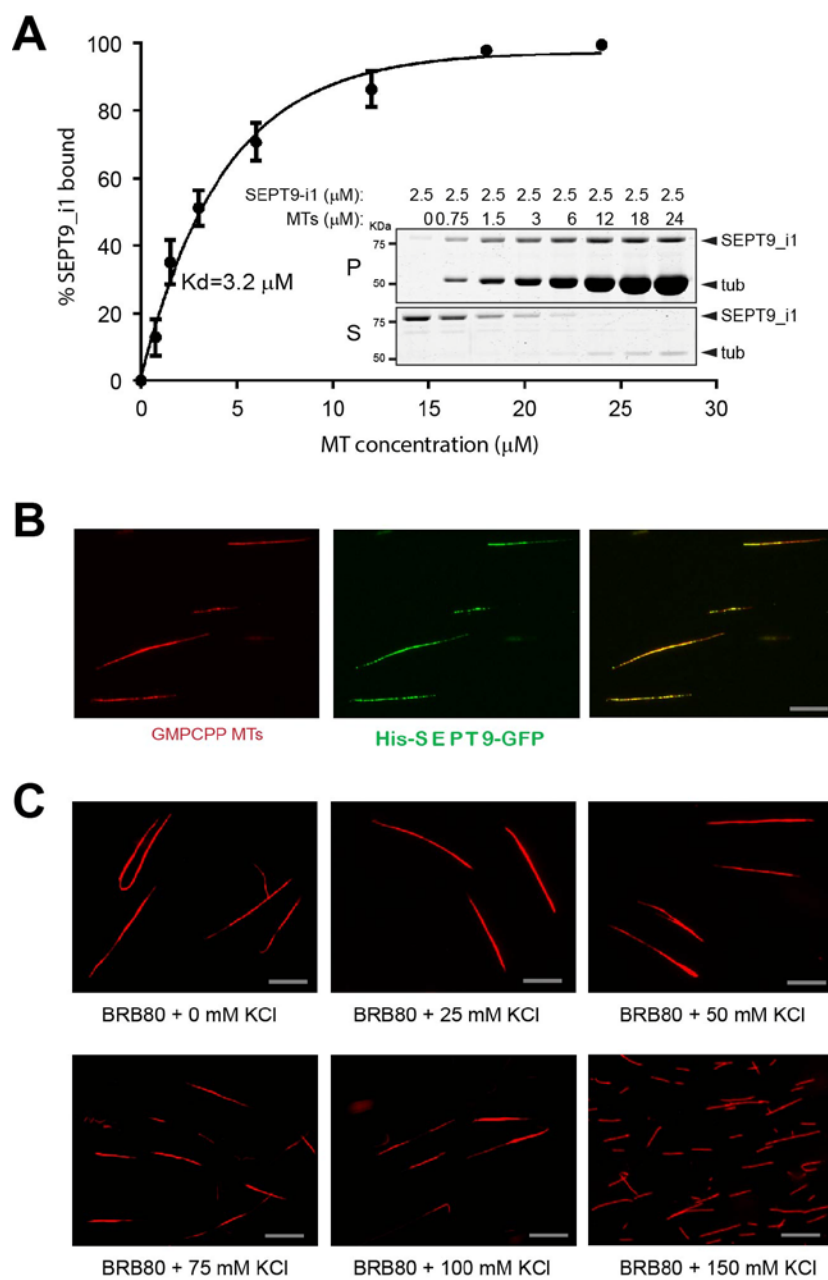 A
100
80
60
40
20
0
% SEPT9_i1 bound
Kd=3.2 μM
SEPT9-i1 (μM): 2.5 2.5 2.5 2.5 2.5 2.5 2.5 2.5
MTs (μM): 0 0.75 1.5 3 6 12 18 24
KDa
75
P
50
SEPT9_i1
tub
75
S
50
SEPT9_i1
tub
0 5 10 15 20 25 30
MT concentration (μM)
B
GMPCPP MTs
His-SEPT9-GFP
C
BRB80 + 0 mM KCl
BRB80 + 25 mM KCl
BRB80 + 50 mM KCl
BRB80 + 75 mM KCl
BRB80 + 100 mM KCl
BRB80 + 150 mM KCl